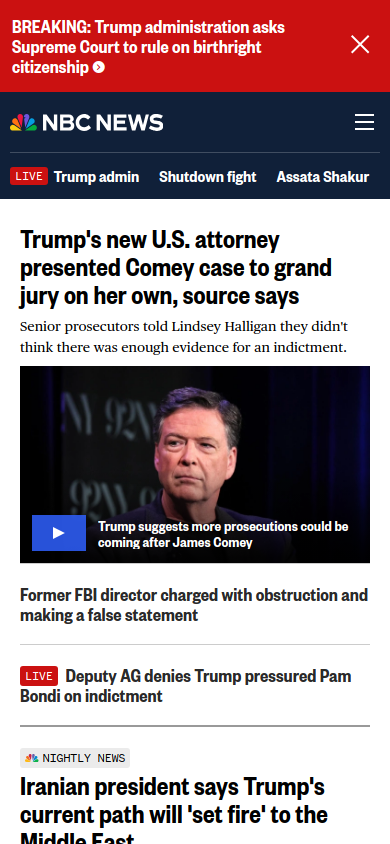 BREAKING: Trump administration asks
Supreme Court to rule on birthright
citizenship
NBC NEWS
LIVE Trump admin Shutdown fight Assata Shakur
Trump's new U.S. attorney
presented Comey case to grand
jury on her own, source says
Senior prosecutors told Lindsey Halligan they didn't
think there was enough evidence for an indictment.
92NY 92NY
92NY
Trump suggests more prosecutions could be
coming after James Comey
Former FBI director charged with obstruction and
making a false statement
LIVE Deputy AG denies Trump pressured Pam
Bondi on indictment
NIGHTLY NEWS
Iranian president says Trump's
current path will 'set fire' to the
Middle East